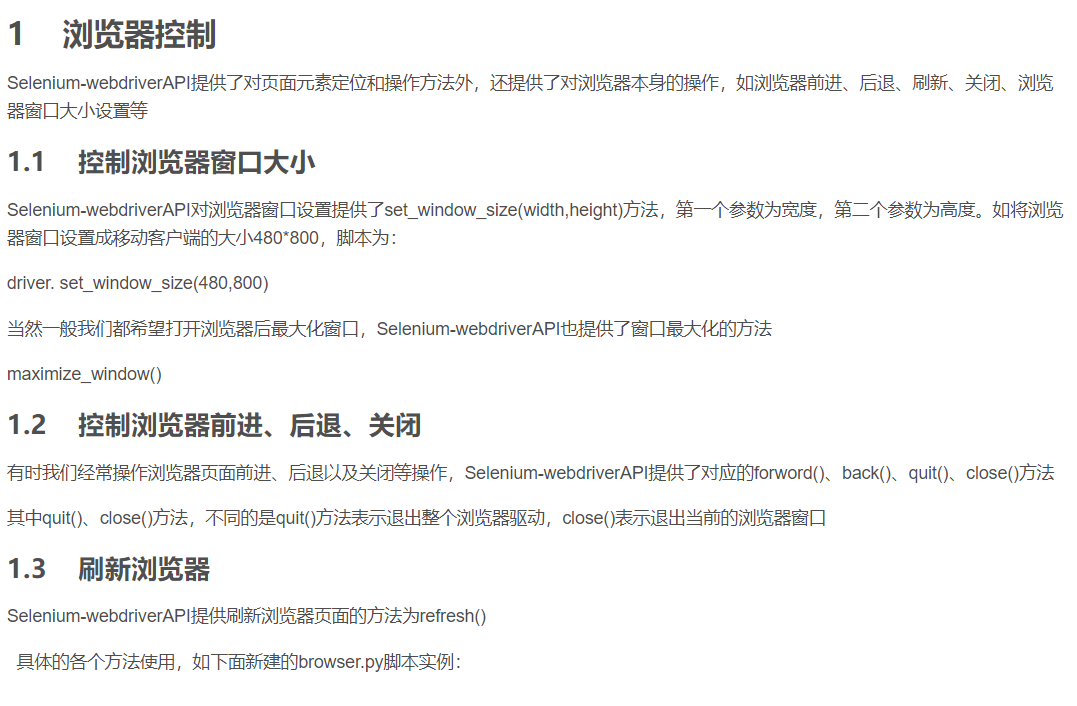 1 浏览器控制
Selenium-webdriverAPI提供了对页面元素定位和操作方法外，还提供了对浏览器本身的操作，如浏览器前进、后退、刷新、关闭、浏览
器窗口大小设置等
1.1 控制浏览器窗口大小
Selenium-webdriverAPI对浏览器窗口设置提供了set_window_size(width,height)方法，第一个参数为宽度，第二个参数为高度。如将浏览
器窗口设置成移动客户端的大小480*800，脚本为：
driver. set_window_size(480,800)
当然一般我们都希望打开浏览器后最大化窗口，Selenium-webdriverAPI也提供了窗口最大化的方法
maximize_window()
1.2 控制浏览器前进、后退、关闭
有时我们经常操作浏览器页面前进、后退以及关闭等操作，Selenium-webdriverAPI提供了对应的forword()、back()、quit()、close()方法
其中quit()、close()方法，不同的是quit()方法表示退出整个浏览器驱动，close()表示退出当前的浏览器窗口
1.3 刷新浏览器
Selenium-webdriverAPI提供刷新浏览器页面的方法为refresh()
具体的各个方法使用，如下面新建的browser.py脚本实例：